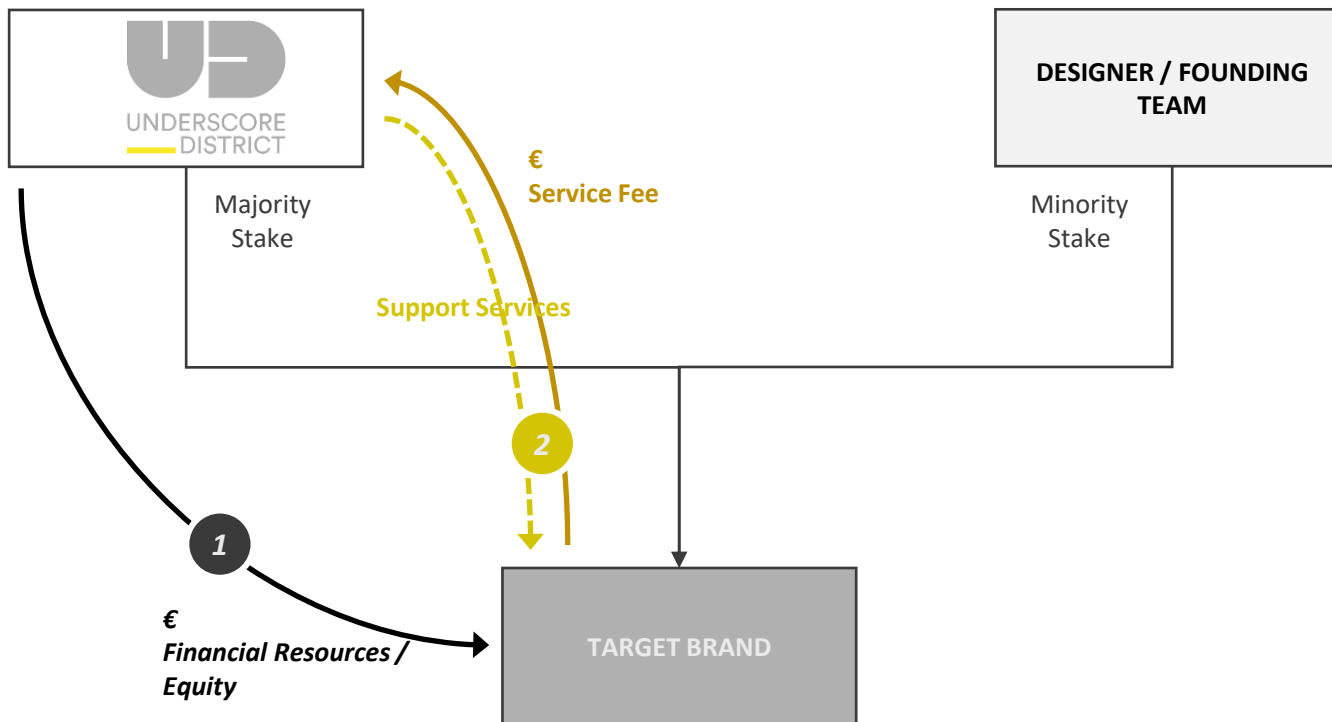 UD
UNDERSCORE
DISTRICT
DESIGNER / FOUNDING
TEAM
€
Service Fee
Majority
Stake
Minority
Stake
Support Services
2
1
€
Financial Resources /
Equity
TARGET BRAND